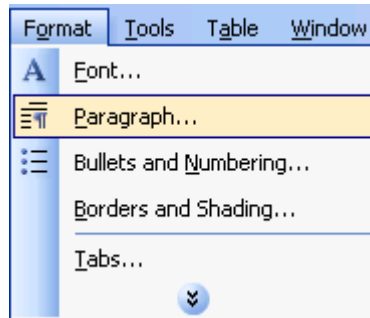 Format Tools Table Window
Font...
Paragraph...
Bullets and Numbering...
Borders and Shading...
Tabs...